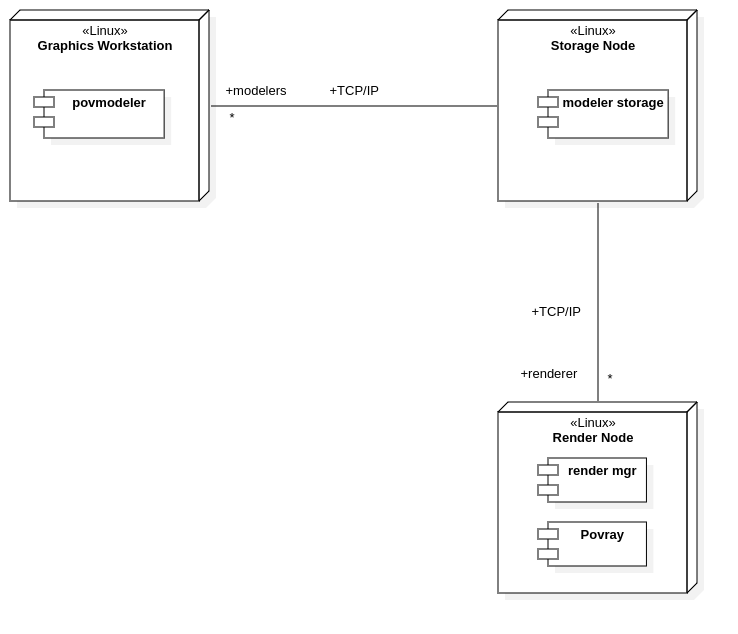 «Linux»
Graphics Workstation
povmodeler
+modelers
+TCP/IP
*
«Linux»
Storage Node
modeler storage
+TCP/IP
+renderer
*
«Linux»
Render Node
render mgr
Povray